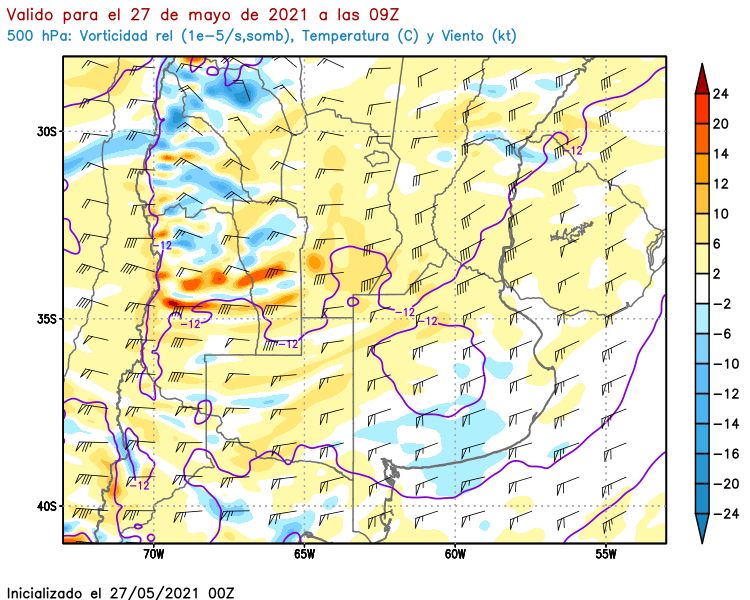 Valido para el 27 de mayo de 2021 a las 09Z
500 hPa: Vorticidad rel (1e-5/s,somb), Temperatura (C) y Viento (kt)
24
20
14
12
10
6
2
-2
-6
-10
-12
-14
-16
-20
-24
30S
35S
40S
-12
-12
-12
-12
-12
-12
-12
70W
65W
60W
55W
Inicializado el 27/05/2021 00Z